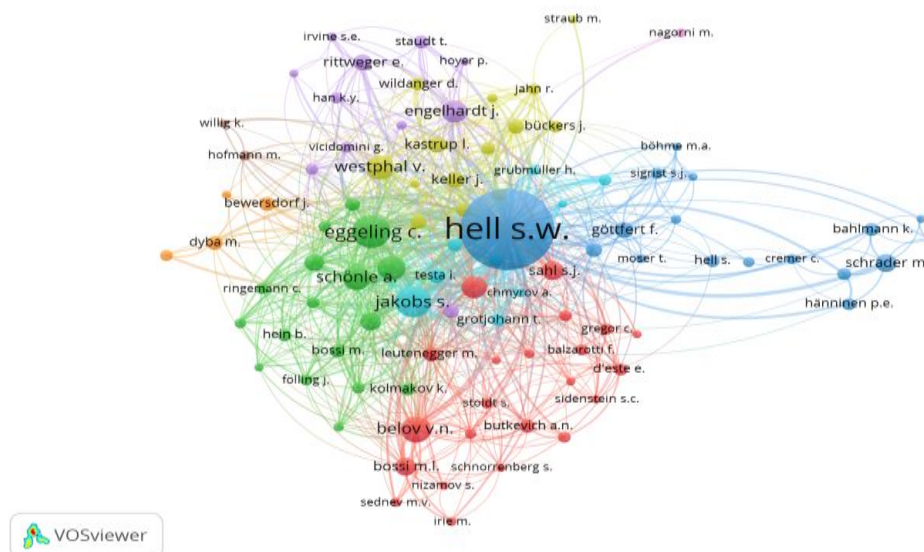 straub m.
nagorni m.
irvine s.e.
staudt t.
hoyer p.
rittweger e.
wildanger d.
jahn r.
han k.y.
engelhardt j.
willig k.
bückers j.
vicidomini g.
kastrup l.
hofmann m.
westphal v.
grubmüller h.
böhme m.a.
keller j.
sigrist s.j.
bewersdorf j.
hell s.w.
eggeling c.
göttfert f.
bahlmann k.
dyba m.
moser t.
hell s.
cremer c.
schrader m
schönle a.
testa i.
sahl s.j.
ringemann c.
chmyrov a.
jakobs s.
hänninen p.e.
grotjohann t.
hein b.
gregor c.
bossi m.
leutenegger m.
balzarotti f.
d'este e.
fölling j.
kolmakov k.
stoldt s.
sidenstein s.c.
belov v.n.
butkevich a.n.
bossi m.l.
schnorrenberg s.
nizamov s.
sednev m.v.
irie m.
VOSviewer